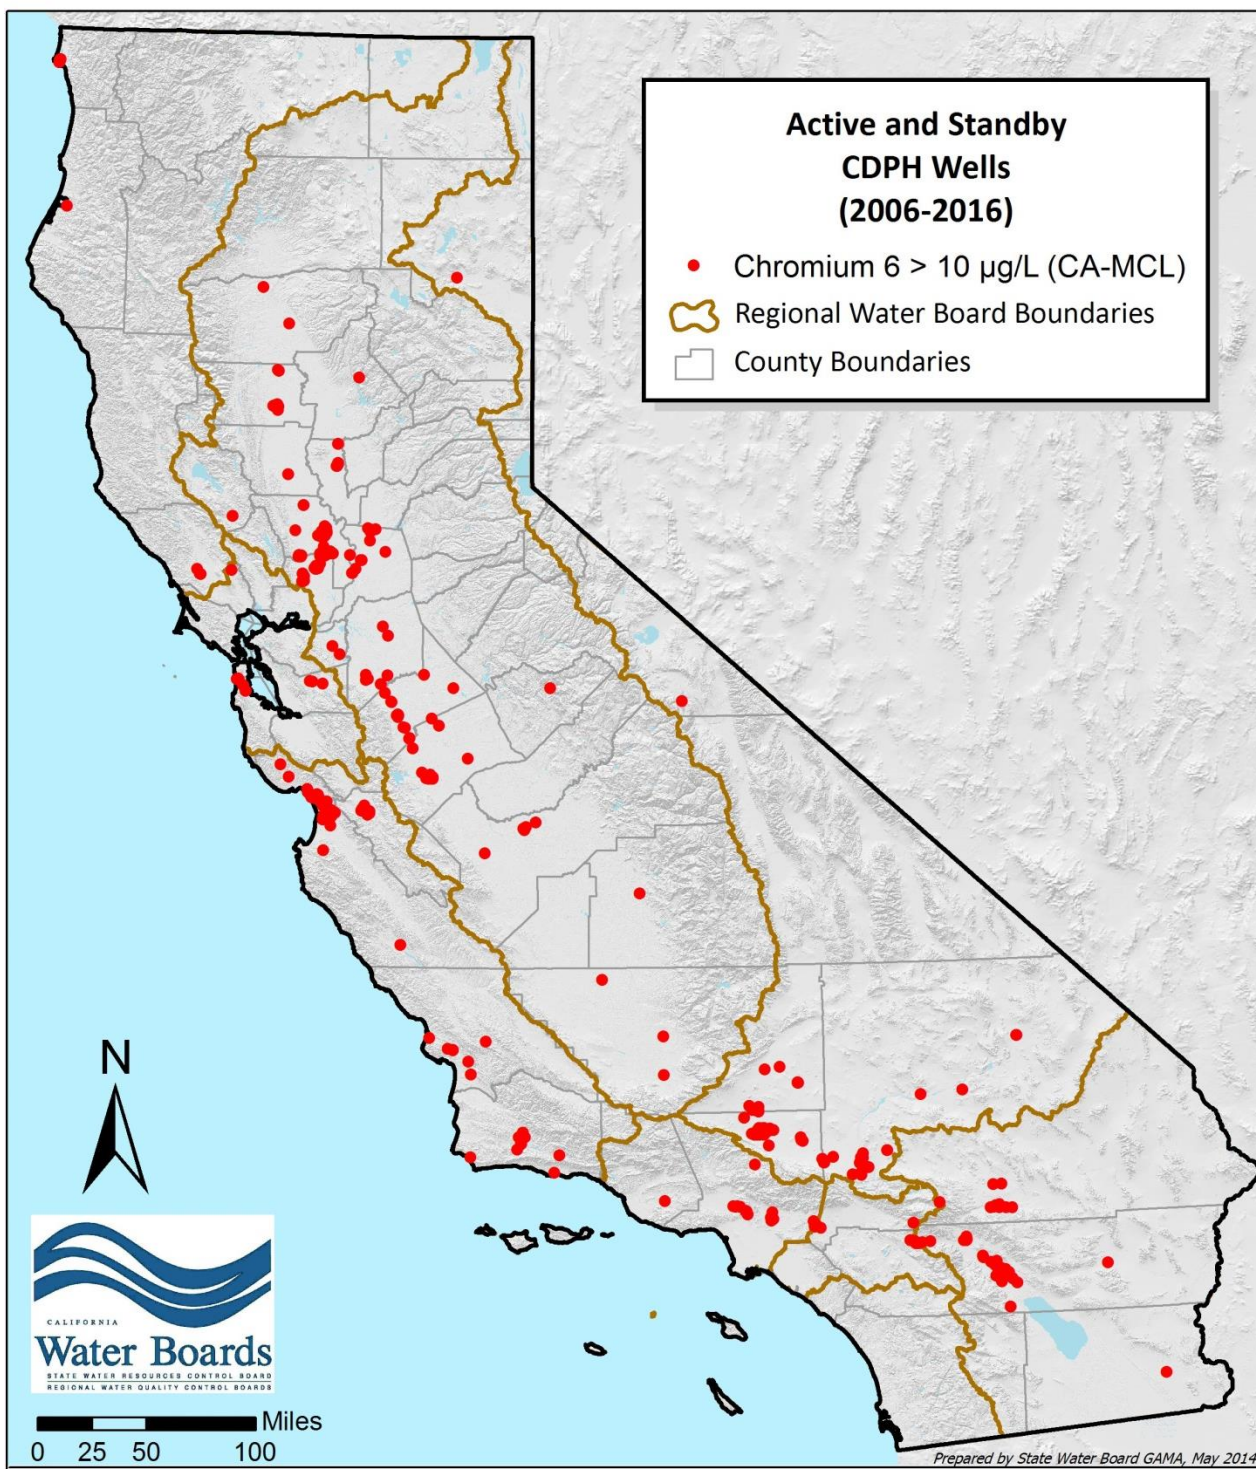 Active and Standby
CDPH Wells
(2006-2016)
Chromium 6 > 10 µg/L (CA-MCL)
Regional Water Board Boundaries
County Boundaries
N
CALIFORNIA
Water Boards
STATE WATER RESOURCES CONTROL BOARD
REGIONAL WATER QUALITY CONTROL BOARDS
Miles
0 25 50 100
Prepared by State Water Board GAMA, May 2014